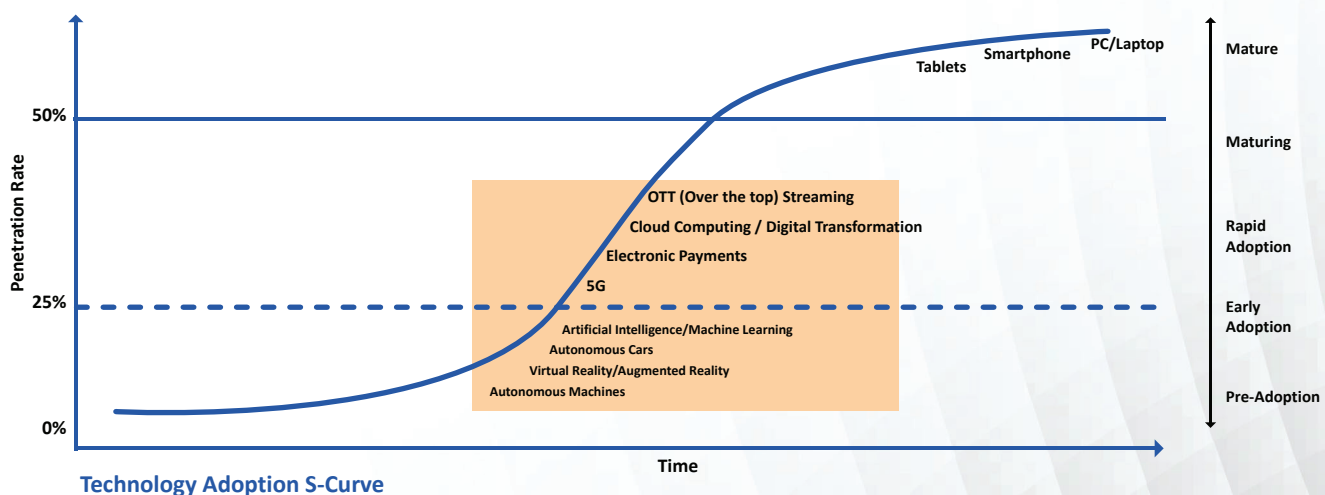 PC/Laptop
Smartphone
Tablets
Mature
50%
Maturing
Penetration Rate
OTT (Over the top) Streaming
Cloud Computing / Digital Transformation
Rapid
Adoption
Electronic Payments
5G
25%
Early
Adoption
Artificial Intelligence/Machine Learning
Autonomous Cars
Virtual Reality/Augmented Reality
Autonomous Machines
Pre-Adoption
0%
Time
Technology Adoption S-Curve